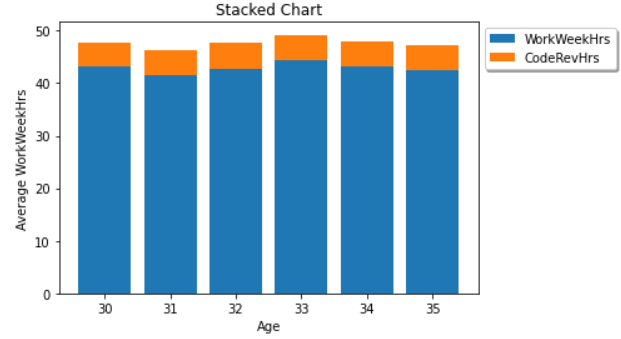 Stacked Chart
WorkWeekHrs
CodeRevHrs
Average WorkWeekHrs
50
40
30
20
10
0
30 31 32 33 34 35
Age